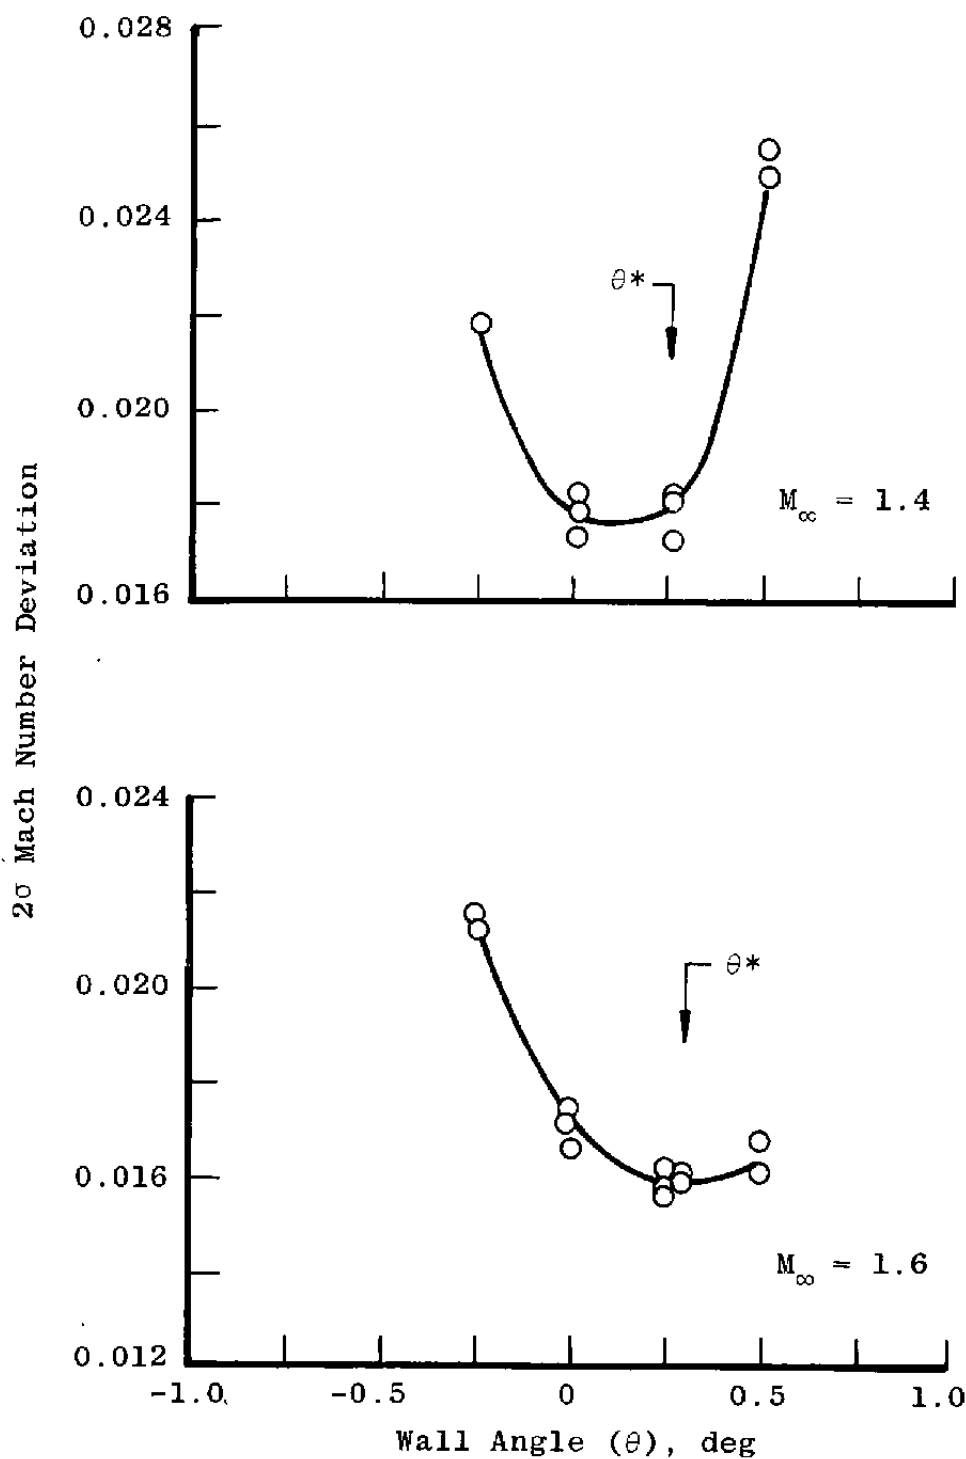 0.028
0.024
θ*
0.020
M∞ = 1.4
0.016
2σ Mach Number Deviation
0.024
0.020
θ*
0.016
M∞ = 1.6
0.012
-1.0 -0.5 0 0.5 1.0
Wall Angle (θ), deg